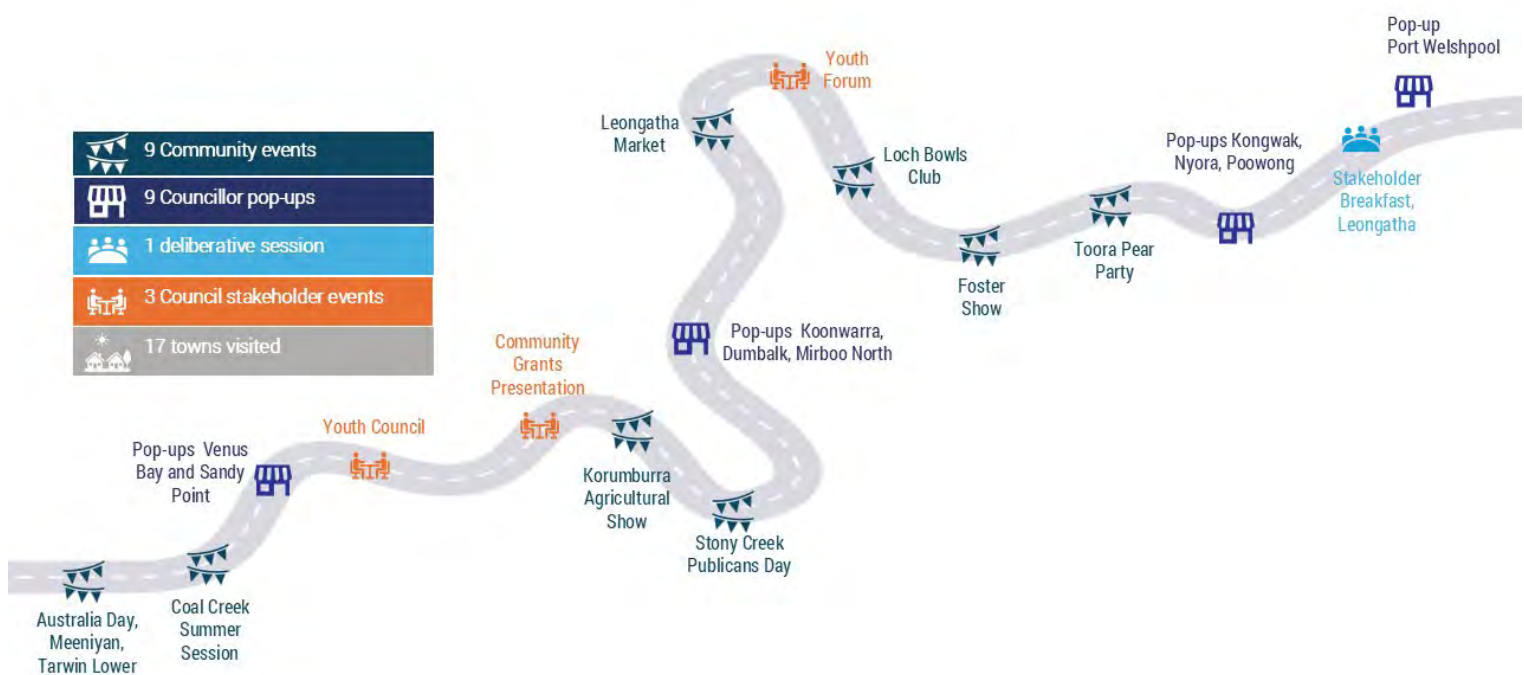 9 Community events
9 Councillor pop-ups
1 deliberative session
3 Council stakeholder events
17 towns visited
Australia Day,
Meeniyan,
Tarwin Lower
Coal Creek
Summer
Session
Pop-ups Venus
Bay and Sandy
Point
Youth Council
Community
Grants
Presentation
Korumburra
Agricultural
Show
Stony Creek
Publicans Day
Pop-ups Koonwarra,
Dumbalk, Mirboo North
Leongatha
Market
Youth
Forum
Loch Bowls
Club
Foster
Show
Toora Pear
Party
Pop-ups Kongwak,
Nyora, Poowong
Stakeholder
Breakfast,
Leongatha
Pop-up
Port Welshpool